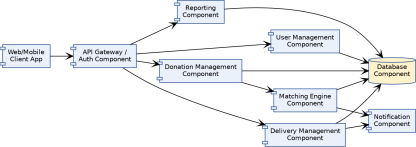 Reporting
Component
Web/Mobile
Client App
API Gateway /
Auth Component
User Management
Component
Donation Management
Component
Database
Component
Matching Engine
Component
Notification
Component
Delivery Management
Component